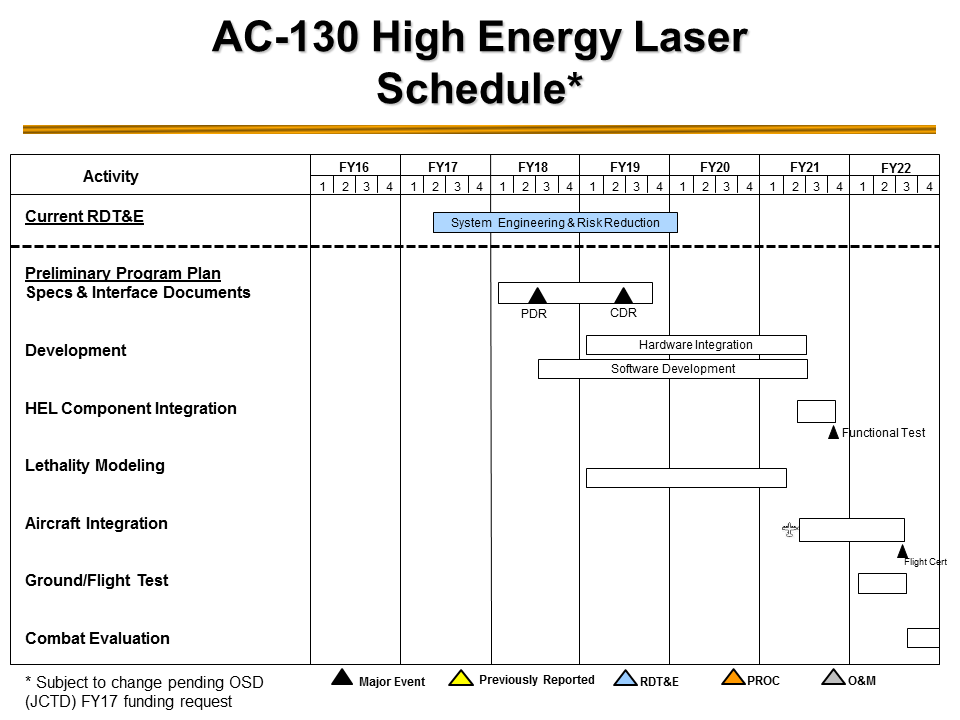 AC-130 High Energy Laser
Schedule*
Activity
FY16 FY17 FY18 FY19 FY20 FY21 FY22
1 2 3 4 1 2 3 4 1 2 3 4 1 2 3 4 1 2 3 4 1 2 3 4 1 2 3 4
Current RDT&E
System Engineering & Risk Reduction
Preliminary Program Plan
Specs & Interface Documents
PDR CDR
Hardware Integration
Development
Software Development
HEL Component Integration
Functional Test
Lethality Modeling
Aircraft Integration
Flight Cert
Ground/Flight Test
Combat Evaluation
* Subject to change pending OSD
(JCTD) FY17 funding request
Major Event Previously Reported RDT&E PROC O&M